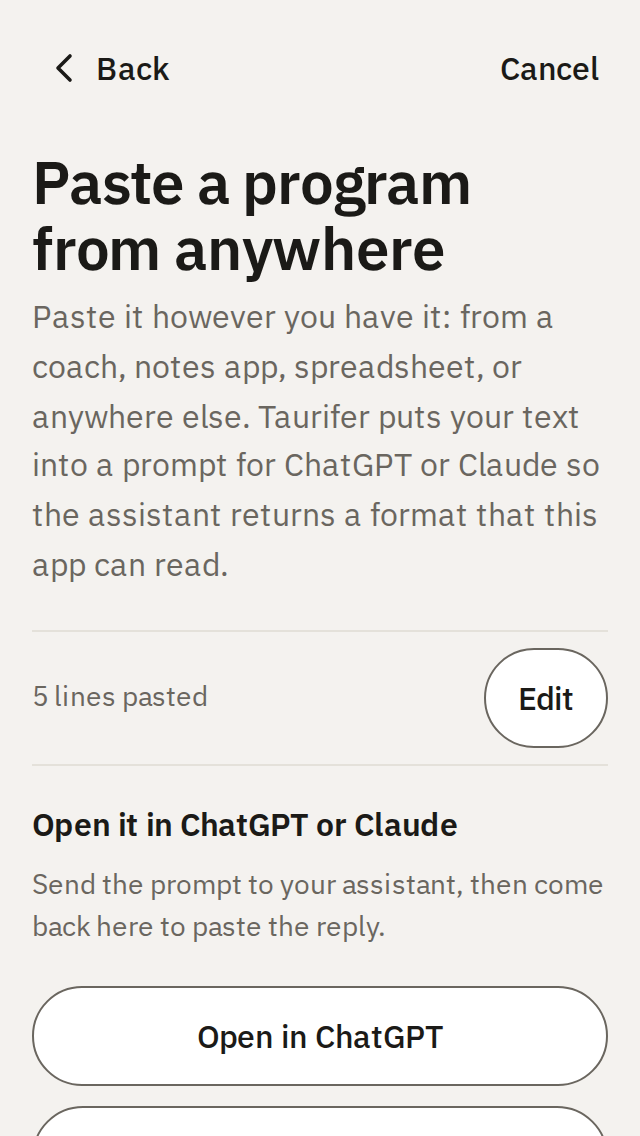 Back
Cancel
Paste a program
from anywhere
Paste it however you have it: from a
coach, notes app, spreadsheet, or
anywhere else. Taurifer puts your text
into a prompt for ChatGPT or Claude so
the assistant returns a format that this
app can read.
5 lines pasted
Edit
Open it in ChatGPT or Claude
Send the prompt to your assistant, then come
back here to paste the reply.
Open in ChatGPT